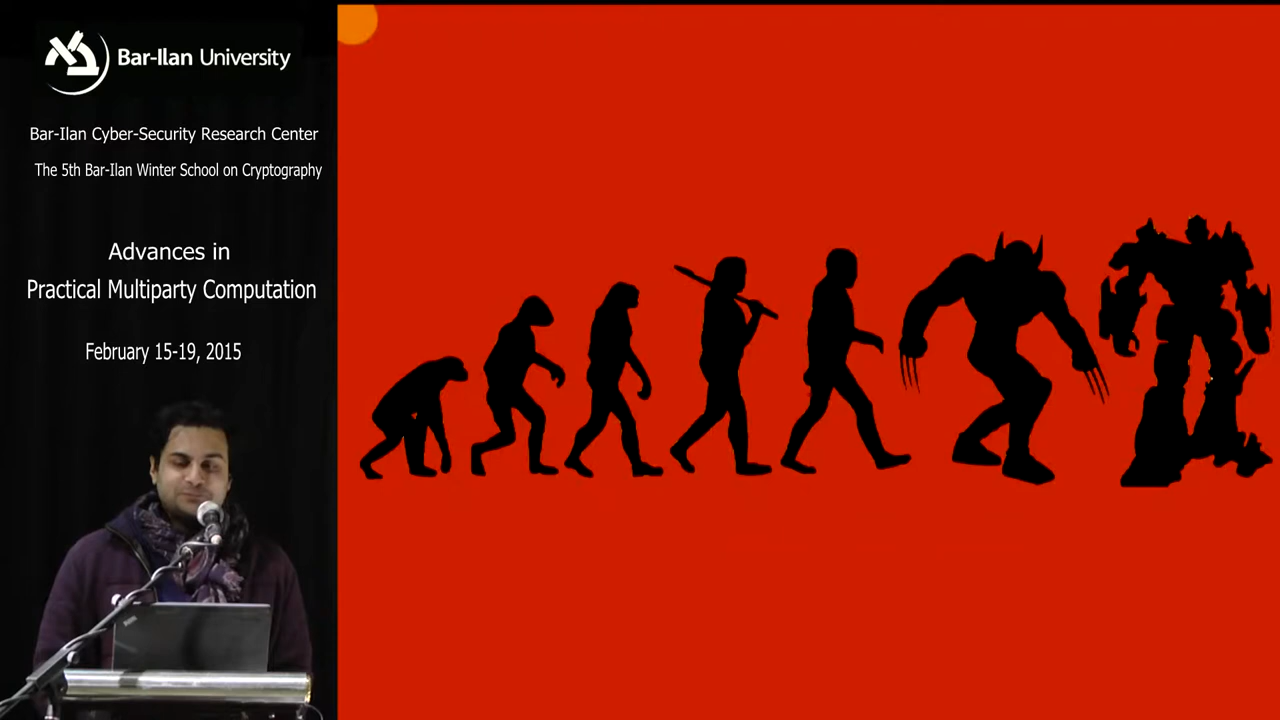 Bar-Ilan University
Bar-Ilan Cyber-Security Research Center
The 5th Bar-Ilan Winter School on Cryptography
Advances in
Practical Multiparty Computation
February 15-19, 2015